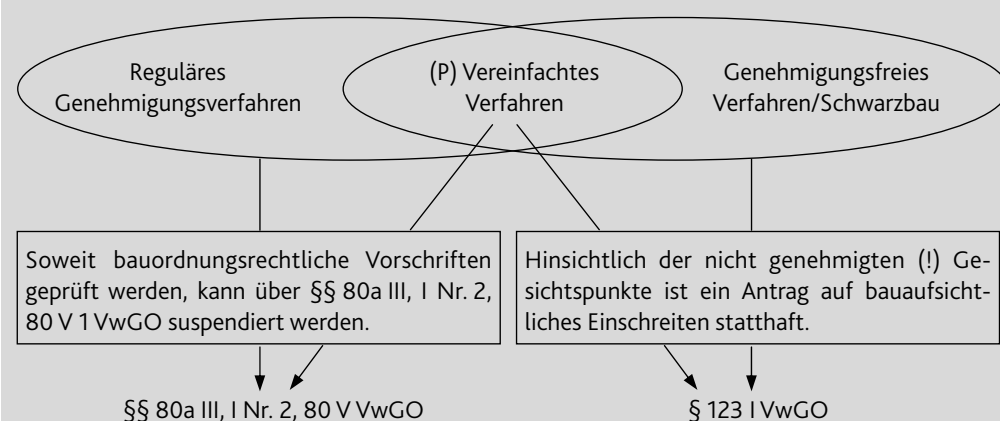 Reguläres
Genehmigungsverfahren
(P) Vereinfachtes
Verfahren
Genehmigungsfreies
Verfahren/Schwarzbau
Soweit bauordnungsrechtliche Vorschriften
geprüft werden, kann über §§ 80a III, I Nr. 2,
80 V 1 VwGO suspendiert werden.
Hinsichtlich der nicht genehmigten (!) Ge-
sichtspunkte ist ein Antrag auf bauaufsicht-
liches Einschreiten statthaft.
§§ 80a III, I Nr. 2, 80 V VwGO
§ 123 I VwGO